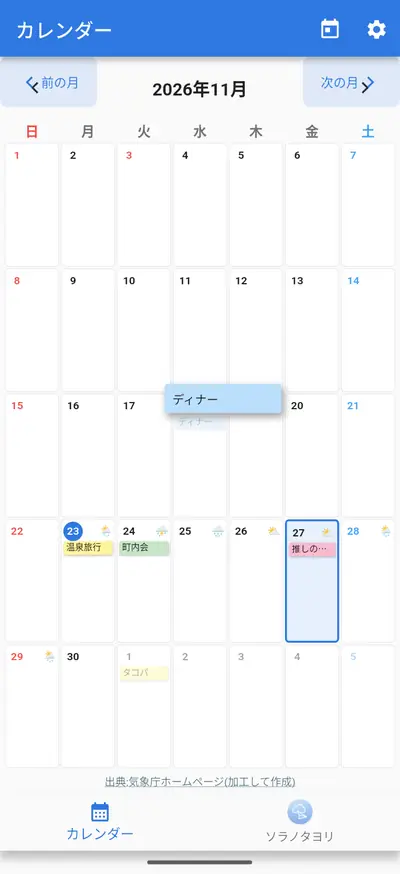 カレンダー
前の月
2026年11月
次の月
日 月 火 水 木 金 土
1 2 3 4 5 6 7
8 9 10 11 12 13 14
ディナー
15 16 17 20 21
ディナー
22 23 24 25 26 27 28
温泉旅行 町内会 推しの…
29 30 1 2 3 4 5
タコパ
出典:気象庁ホームページ(加工して作成)
カレンダー ソラノタヨリ